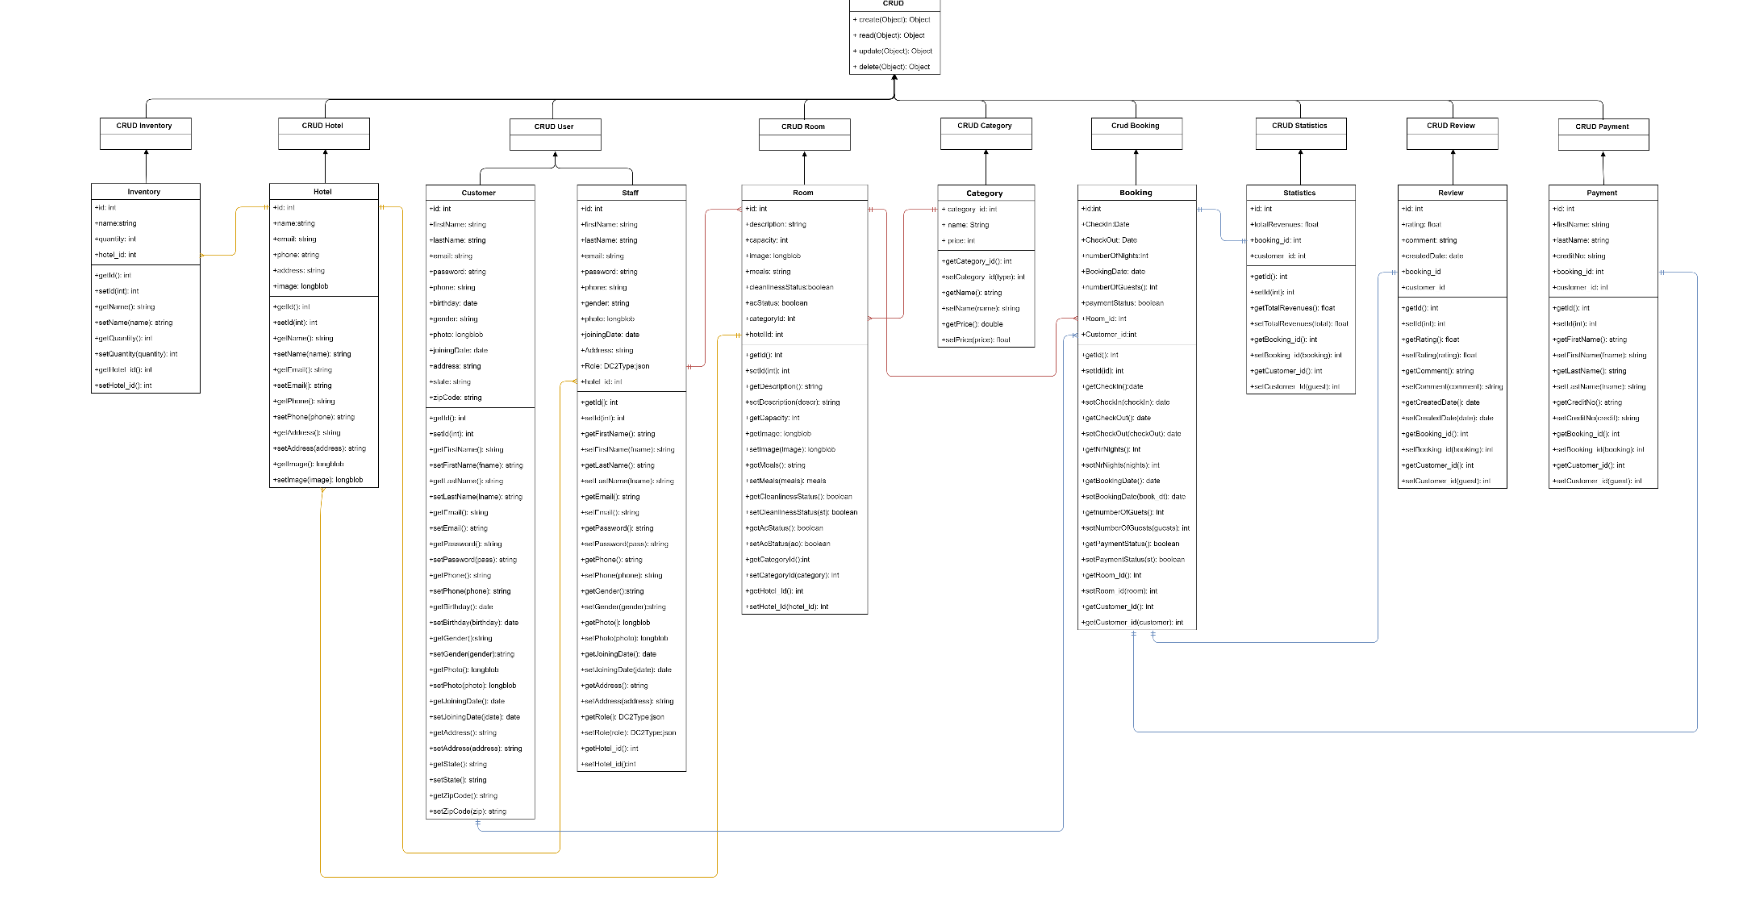 CRUD
+ create(Object): Object
+ read(Object): Object
+ update(Object): Object
+ delete(Object): Object
CRUD Inventory
CRUD Hotel
CRUD User
CRUD Room
CRUD Category
Crud Booking
CRUD Statistics
CRUD Review
CRUD Payment
Inventory
+id: int
+name:string
+quantity: int
+hotel_id: int
+getId(): int
+setId(int): int
+getName(): string
+setName(name): string
+getQuantity(): int
+setQuantity(quantity): int
+getHotel_id(): int
+setHotel_id(): int
Hotel
+id: int
+name:string
+email: string
+phone: string
+address: string
+image: longblob
+getId(): int
+setId(int): int
+getName(): string
+setName(name): string
+getEmail(): string
+setEmail(): string
+getPhone(): string
+setPhone(phone): string
+getAddress(): string
+setAddress(address): string
+getImage(): longblob
+setImage(image): longblob
Customer
+id: int
+firstName: string
+lastName: string
+email: string
+password: string
+phone: string
+birthday: date
+gender: string
+photo: longblob
+joiningDate: date
+address: string
+state: string
+zipCode: string
+getId(): int
+setId(int): int
+getFirstName(): string
+setFirstName(fname): string
+getLastName(): string
+setLastName(lname): string
+getEmail(): string
+setEmail(): string
+getPassword(): string
+setPassword(pass): string
+getPhone(): string
+setPhone(phone): string
+getBirthday(): date
+setBirthday(birthday): date
+getGender():string
+setGender(gender):string
+getPhoto(): longblob
+setPhoto(photo): longblob
+getJoiningDate(): date
+setJoiningDate(jdate): date
+getAddress(): string
+setAddress(address): string
+getState(): string
+setState(): string
+getZipCode(): string
+setZipCode(zip): string
Staff
+id: int
+firstName: string
+lastName: string
+email: string
+password: string
+phone: string
+gender: string
+photo: longblob
+joiningDate: date
+Address: string
+Role: DC2Type:json
+hotel_id: int
+getId(): int
+setId(int): int
+getFirstName(): string
+setFirstName(fname): string
+getLastName(): string
+setLastName(lname): string
+getEmail(): string
+setEmail(): string
+getPassword(): string
+setPassword(pass): string
+getPhone(): string
+setPhone(phone): string
+getGender():string
+setGender(gender):string
+getPhoto(): longblob
+setPhoto(photo): longblob
+getJoiningDate(): date
+setJoiningDate(jdate): date
+getAddress(): string
+setAddress(address): string
+getRole(): DC2Type:json
+setRole(role): DC2Type:json
+getHotel_id(): int
+setHotel_id():int
Room
+id: int
+description: string
+capacity: int
+image: longblob
+meals: string
+cleanlinessStatus:boolean
+acStatus: boolean
+categoryId: int
+hotelId: int
+getId(): int
+setId(int): int
+getDescription(): string
+setDescription(descr): string
+getCapacity: int
+getImage: longblob
+setImage(image): longblob
+getMeals(): string
+setMeals(meals): meals
+getCleanlinessStatus(): boolean
+setCleanlinessStatus(st): boolean
+getAcStatus(): boolean
+setAcStatus(ac): boolean
+getCategoryId():int
+setCategoryId(category): int
+getHotel_Id(): int
+setHotel_Id(hotel_id): int
Category
+ category_id: int
+ name: String
+ price: int
+getCategory_id(): int
+setCategory_id(type): int
+getName(): string
+setName(name): string
+getPrice(): double
+setPrice(price): float
Booking
+id:int
+CheckIn:Date
+CheckOut: Date
+numberOfNights:int
+BookingDate: date
+numberOfGuests(): Int
+paymentStatus: boolean
+Room_id: int
+Customer_id:int
+getId(): int
+setId(id): int
+getCheckIn():date
+setCheckIn(checkIn): date
+getCheckOut(): date
+setCheckOut(checkOut): date
+getNrNights(): int
+setNrNights(nights): int
+getBookingDate(): date
+setBookingDate(book_dt): date
+getnumberOfGuets(): Int
+setNumberOfGuests(guests): int
+getPaymentStatus(): boolean
+setPaymentStatus(st): boolean
+getRoom_Id(): Int
+setRoom_id(room): int
+getCustomer_Id(): Int
+getCustomer_id(customer): int
Statistics
+id: int
+totalRevenues: float
+booking_id: int
+customer_id: int
+getId(): int
+setId(int): int
+getTotalRevenues(): float
+setTotalRevenues(total): float
+getBooking_id(): int
+setBooking_id(booking): int
+getCustomer_id(): int
+setCustomer_id(guest): int
Review
+id: int
+rating: float
+comment: string
+createdDate: date
+booking_id
+customer_id
+getId(): int
+setId(int): int
+getRating(): float
+setRating(rating): float
+getComment(): string
+setComment(comment): string
+getCreatedDate(): date
+setCreatedDate(date): date
+getBooking_id(): int
+setBooking_id(booking): int
+getCustomer_id(): int
+setCustomer_id(guest): int
Payment
+id: int
+firstName: string
+lastName: string
+creditNo: string
+booking_id: int
+customer_id: int
+getId(): int
+setId(int): int
+getFirstName(): string
+setFirstName(fname): string
+getLastName(): string
+setLastName(lname): string
+getCreditNo(): string
+setCreditNo(credit): string
+getBooking_id(): int
+setBooking_id(booking): int
+getCustomer_id(): int
+setCustomer_id(guest): int